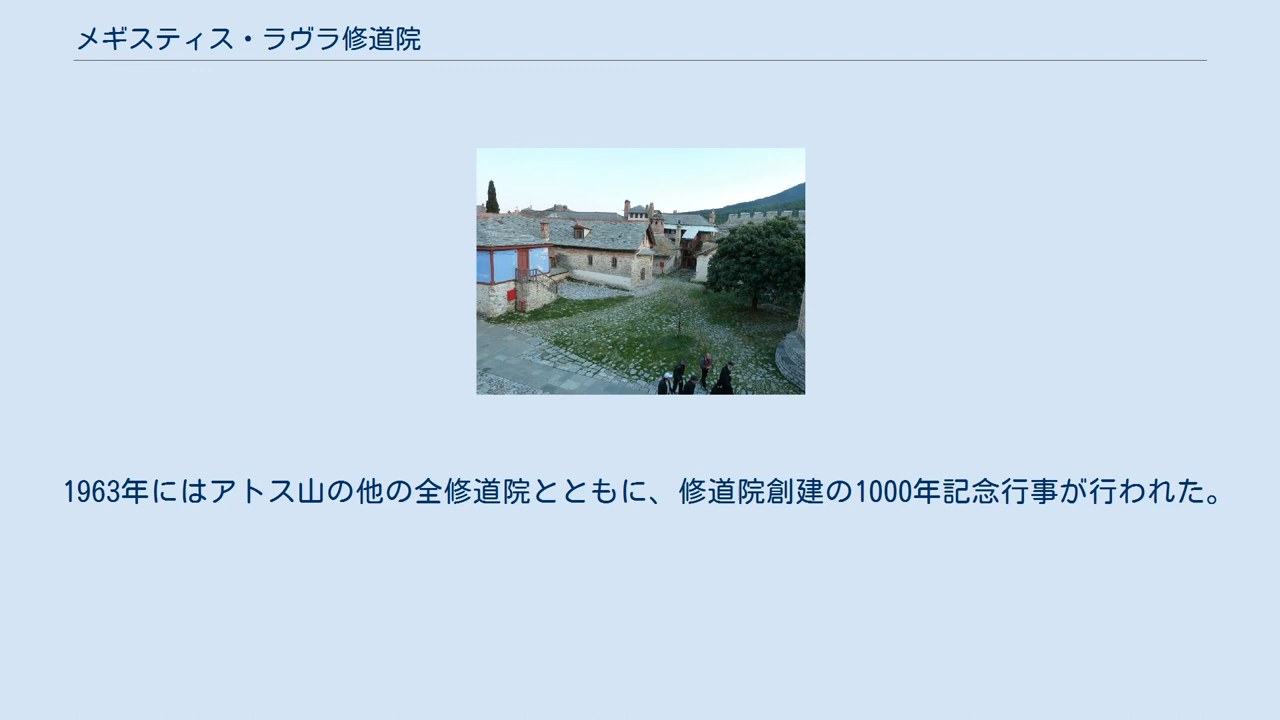 メギスティス・ラヴラ修道院
1963年にはアトス山の他の全修道院とともに、修道院創建の1000年記念行事が行われた。